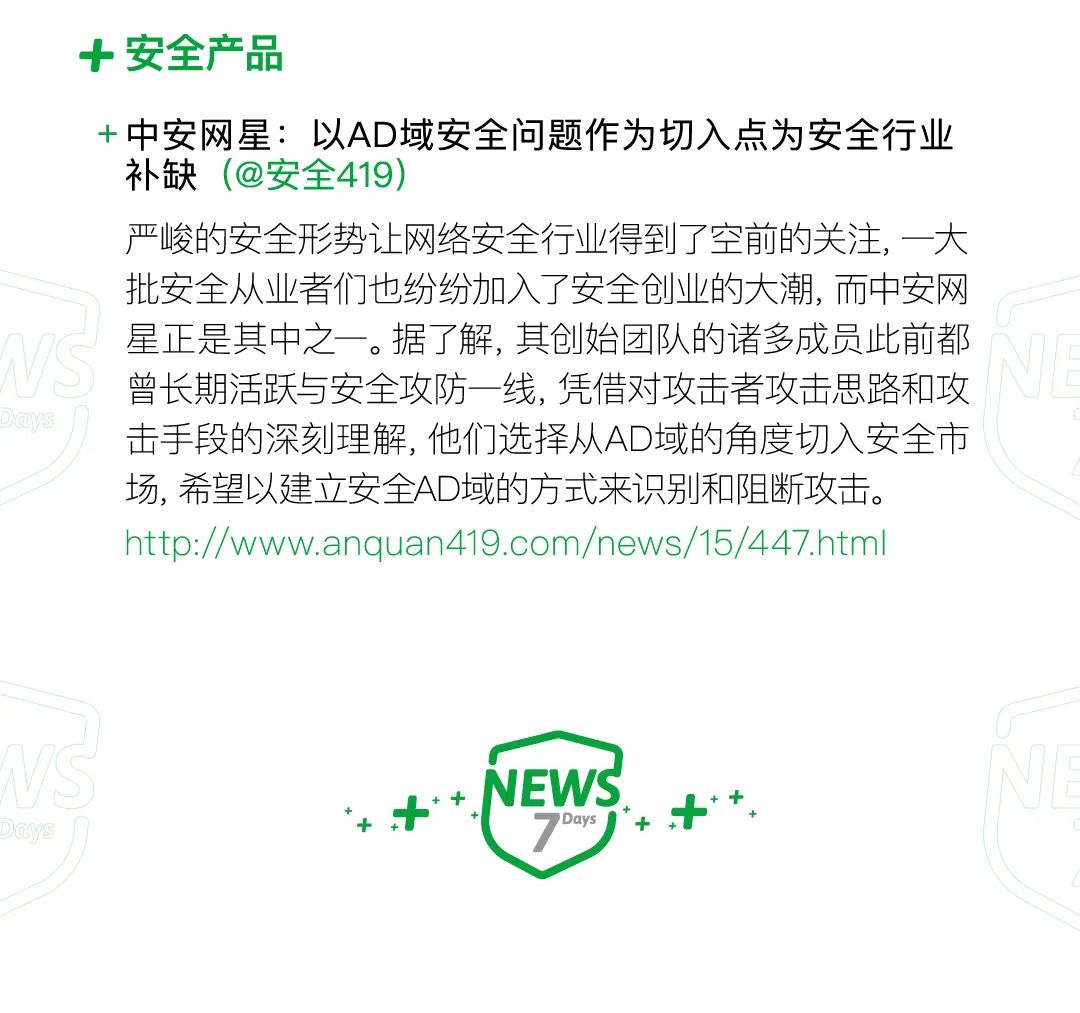 + 安全产品
+ 中安网星：以AD域安全问题作为切入点为安全行业
补缺（@安全419）
严峻的安全形势让网络安全行业得到了空前的关注，一大
批安全从业者们也纷纷加入了安全创业的大潮，而中安网
星正是其中之一。据了解，其创始团队的诸多成员此前都
曾长期活跃与安全攻防一线，凭借对攻击者攻击思路和攻
击手段的深刻理解，他们选择从AD域的角度切入安全市
场，希望以建立安全AD域的方式来识别和阻断攻击。
http://www.anquan419.com/news/15/447.html
WS
Days
NE
7
NEWS
7 Days
WS
Days
NE
7